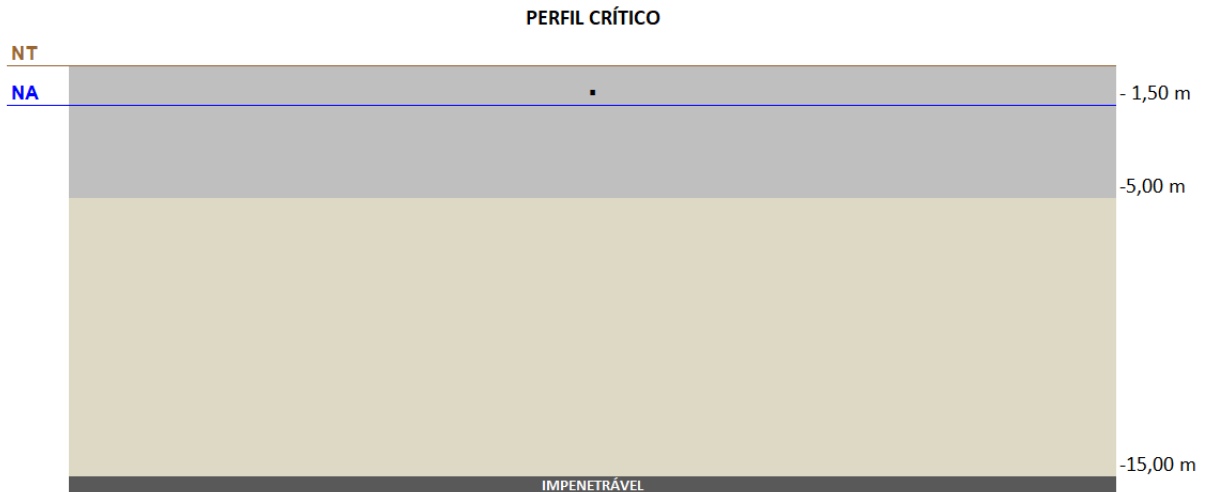 PERFIL CRÍTICO
NT
NA
- 1,50 m
-5,00 m
-15,00 m
IMPENETRÁVEL